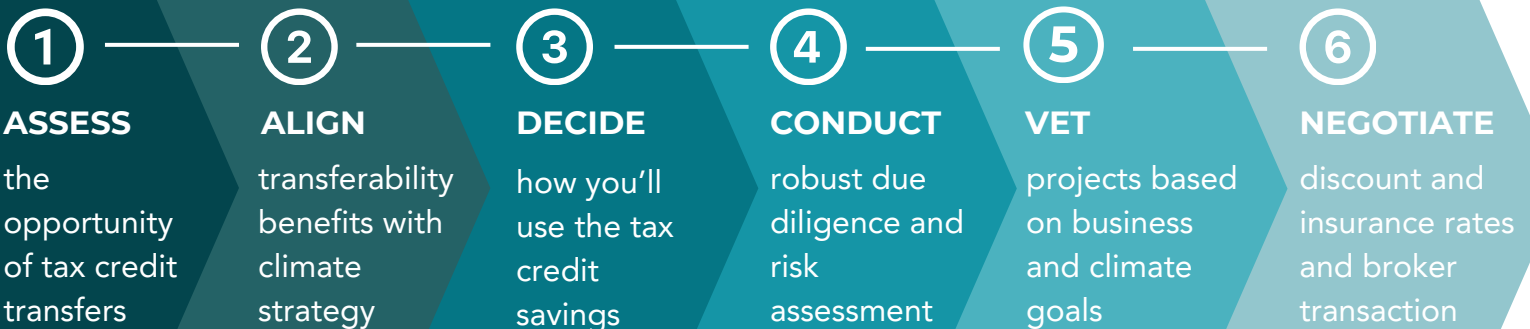 1
ASSESS
the
opportunity
of tax credit
transfers
2
ALIGN
transferability
benefits with
climate
strategy
3
DECIDE
how you'll
use the tax
credit
savings
4
CONDUCT
robust due
diligence and
risk
assessment
5
VET
projects based
on business
and climate
goals
6
NEGOTIATE
discount and
insurance rates
and broker
transaction